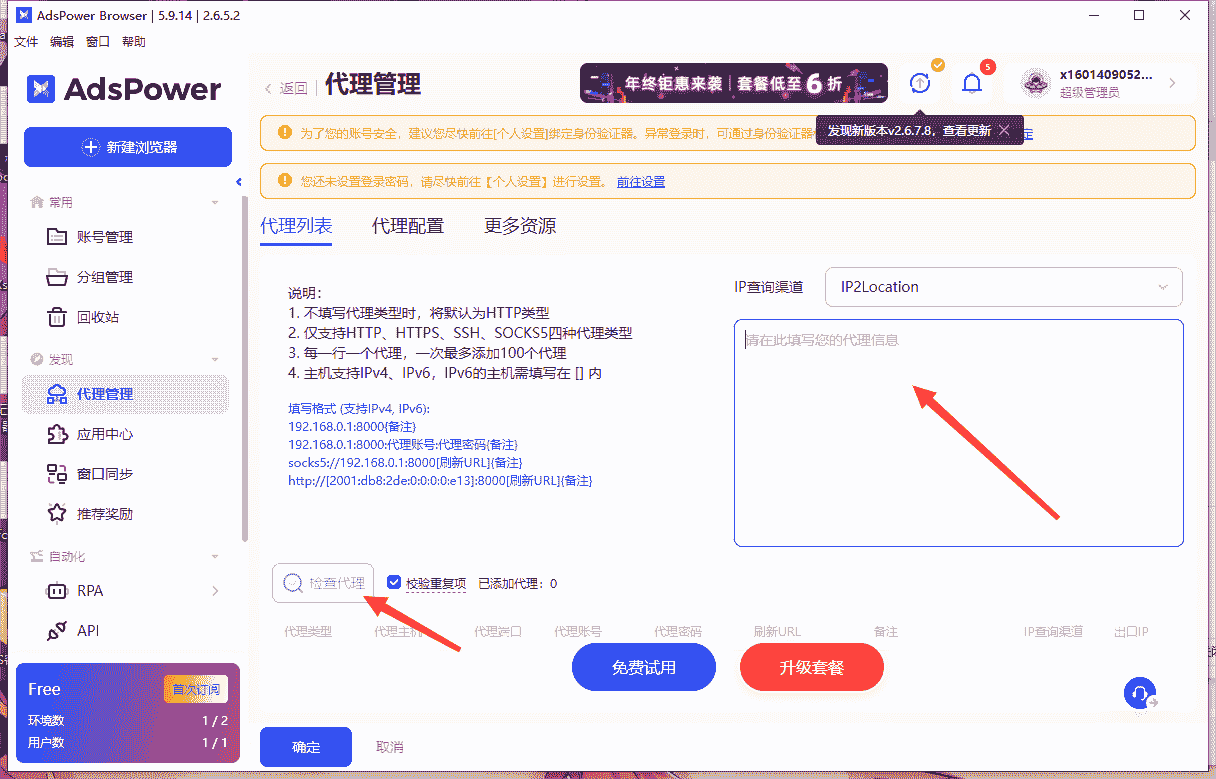 AdsPower Browser | 5.9.14 | 2.6.5.2
文件 编辑 窗口 帮助
AdsPower
新建浏览器
常用
账号管理
分组管理
回收站
发现
代理管理
应用中心
窗口同步
推荐奖励
自动化
RPA
API
Free 首次订阅
环境数 1 / 2
用户数 1 / 1
返回 代理管理
年终钜惠来袭 套餐低至 6 折
5
x1601409052...
超级管理员
为了您的账号安全，建议您尽快前往[个人设置]绑定身份验证器。异常登录时，可通过身份验证器
发现新版本v2.6.7.8，查看更新
您还未设置登录密码，请尽快前往【个人设置】进行设置。 前往设置
代理列表 代理配置 更多资源
说明：
1. 不填写代理类型时，将默认为HTTP类型
2. 仅支持HTTP、HTTPS、SSH、SOCKS5四种代理类型
3. 每一行一个代理，一次最多添加100个代理
4. 主机支持IPv4、IPv6，IPv6的主机需填写在 [] 内
填写格式 (支持IPv4, IPv6):
192.168.0.1:8000{备注}
192.168.0.1:8000:代理账号:代理密码{备注}
socks5://192.168.0.1:8000[刷新URL]{备注}
http://[2001:db8:2de:0:0:0:0:e13]:8000[刷新URL]{备注}
IP查询渠道 IP2Location
请在此填写您的代理信息
检查代理 校验重复项 已添加代理：0
代理类型 代理主机 代理端口 代理账号 代理密码 刷新URL 备注 IP查询渠道 出口IP
免费试用 升级套餐
确定 取消